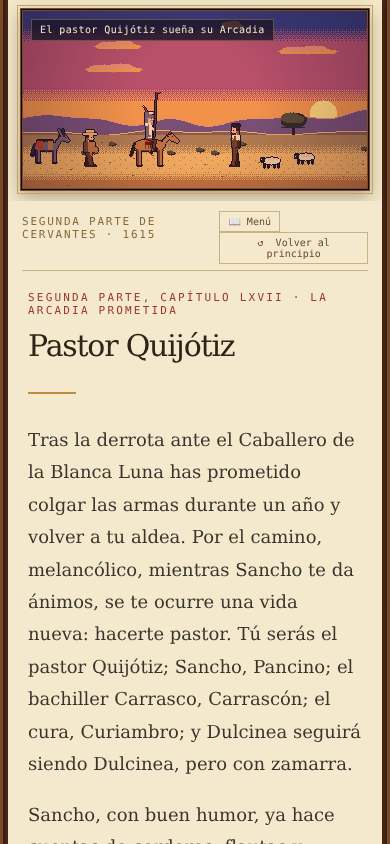 El pastor Quijótiz sueña su Arcadia
SEGUNDA PARTE DE
CERVANTES · 1615
📖 Menú
↺ Volver al
principio
SEGUNDA PARTE, CAPÍTULO LXVII · LA
ARCADIA PROMETIDA
Pastor Quijótiz
Tras la derrota ante el Caballero de
la Blanca Luna has prometido
colgar las armas durante un año y
volver a tu aldea. Por el camino,
melancólico, mientras Sancho te da
ánimos, se te ocurre una vida
nueva: hacerte pastor. Tú serás el
pastor Quijótiz; Sancho, Pancino; el
bachiller Carrasco, Carrascón; el
cura, Curiambro; y Dulcinea seguirá
siendo Dulcinea, pero con zamarra.
Sancho, con buen humor, ya hace